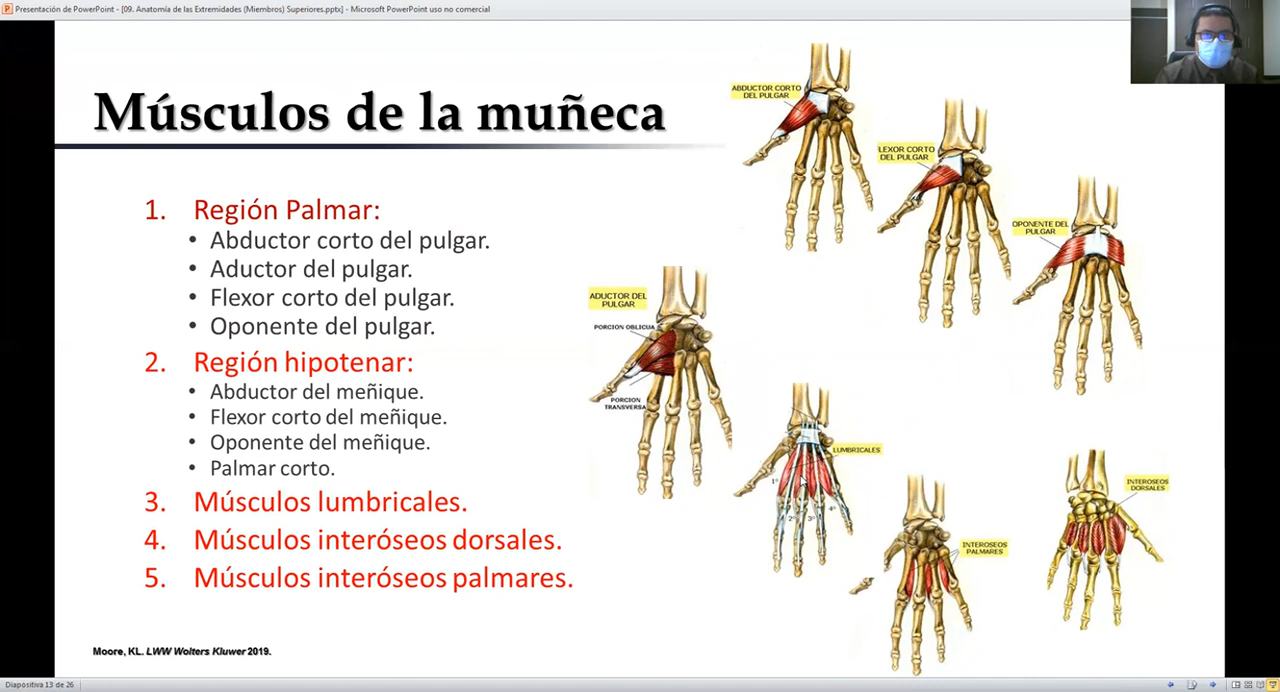 Presentación de PowerPoint - [09. Anatomía de las Extremidades (Miembros) Superiores.pptx] - Microsoft PowerPoint uso no comercial
Músculos de la muñeca
1. Región Palmar:
• Abductor corto del pulgar.
• Aductor del pulgar.
• Flexor corto del pulgar.
• Oponente del pulgar.
2. Región hipotenar:
• Abductor del meñique.
• Flexor corto del meñique.
• Oponente del meñique.
• Palmar corto.
3. Músculos lumbricales.
4. Músculos interóseos dorsales.
5. Músculos interóseos palmares.
ABDUCTOR CORTO
DEL PULGAR
LEXOR CORTO
DEL PULGAR
OPONENTE DEL
PULGAR
ADUCTOR DEL
PULGAR
PORCION OBLICUA
PORCION
TRANSVERSA
LUMBRICALES
1º
2º
3º
4º
INTEROSEOS
PALMARES
INTEROSEOS
DORSALES
Moore, KL. LWW Wolters Kluwer 2019.
Diapositiva 13 de 26